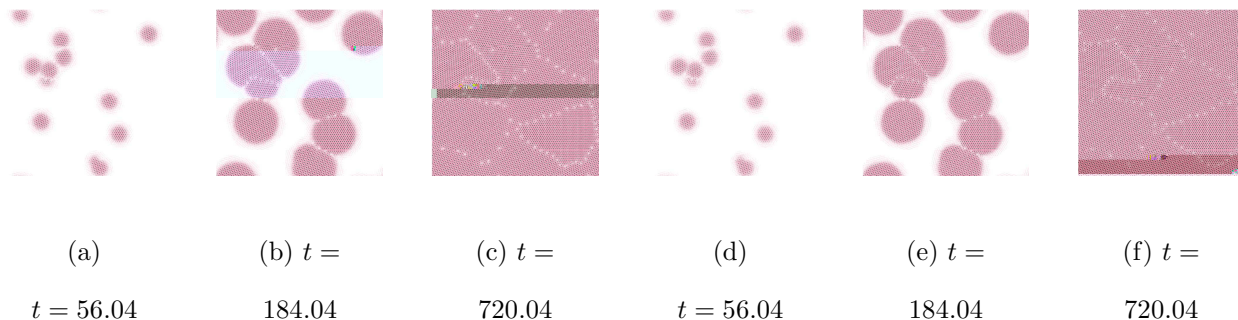 (a)
t = 56.04
(b) t =
184.04
(c) t =
720.04
(d)
t = 56.04
(e) t =
184.04
(f) t =
720.04